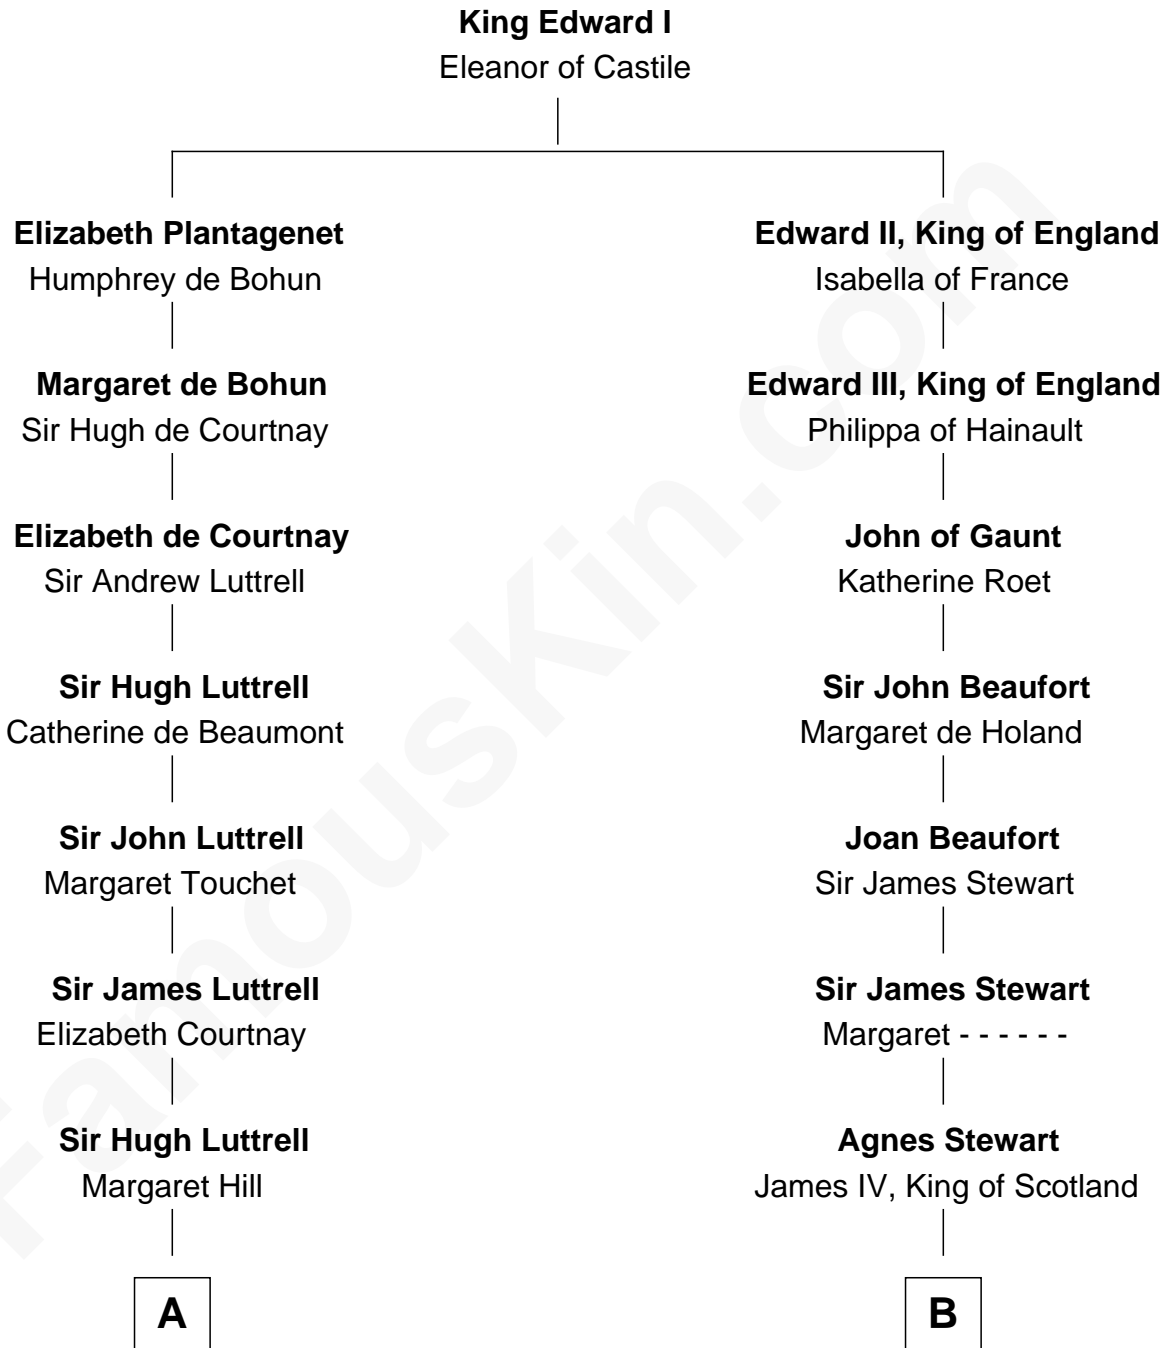 King Edward I
Eleanor of Castile
Elizabeth Plantagenet
Humphrey de Bohun
Edward II, King of England
Isabella of France
Margaret de Bohun
Sir Hugh de Courtnay
Edward III, King of England
Philippa of Hainault
Elizabeth de Courtnay
Sir Andrew Luttrell
John of Gaunt
Katherine Roet
Sir Hugh Luttrell
Catherine de Beaumont
Sir John Beaufort
Margaret de Holand
Sir John Luttrell
Margaret Touchet
Joan Beaufort
Sir James Stewart
Sir James Luttrell
Elizabeth Courtnay
Sir James Stewart
Margaret - - - - - -
Sir Hugh Luttrell
Margaret Hill
Agnes Stewart
James IV, King of Scotland
A
B
FamousKin.com